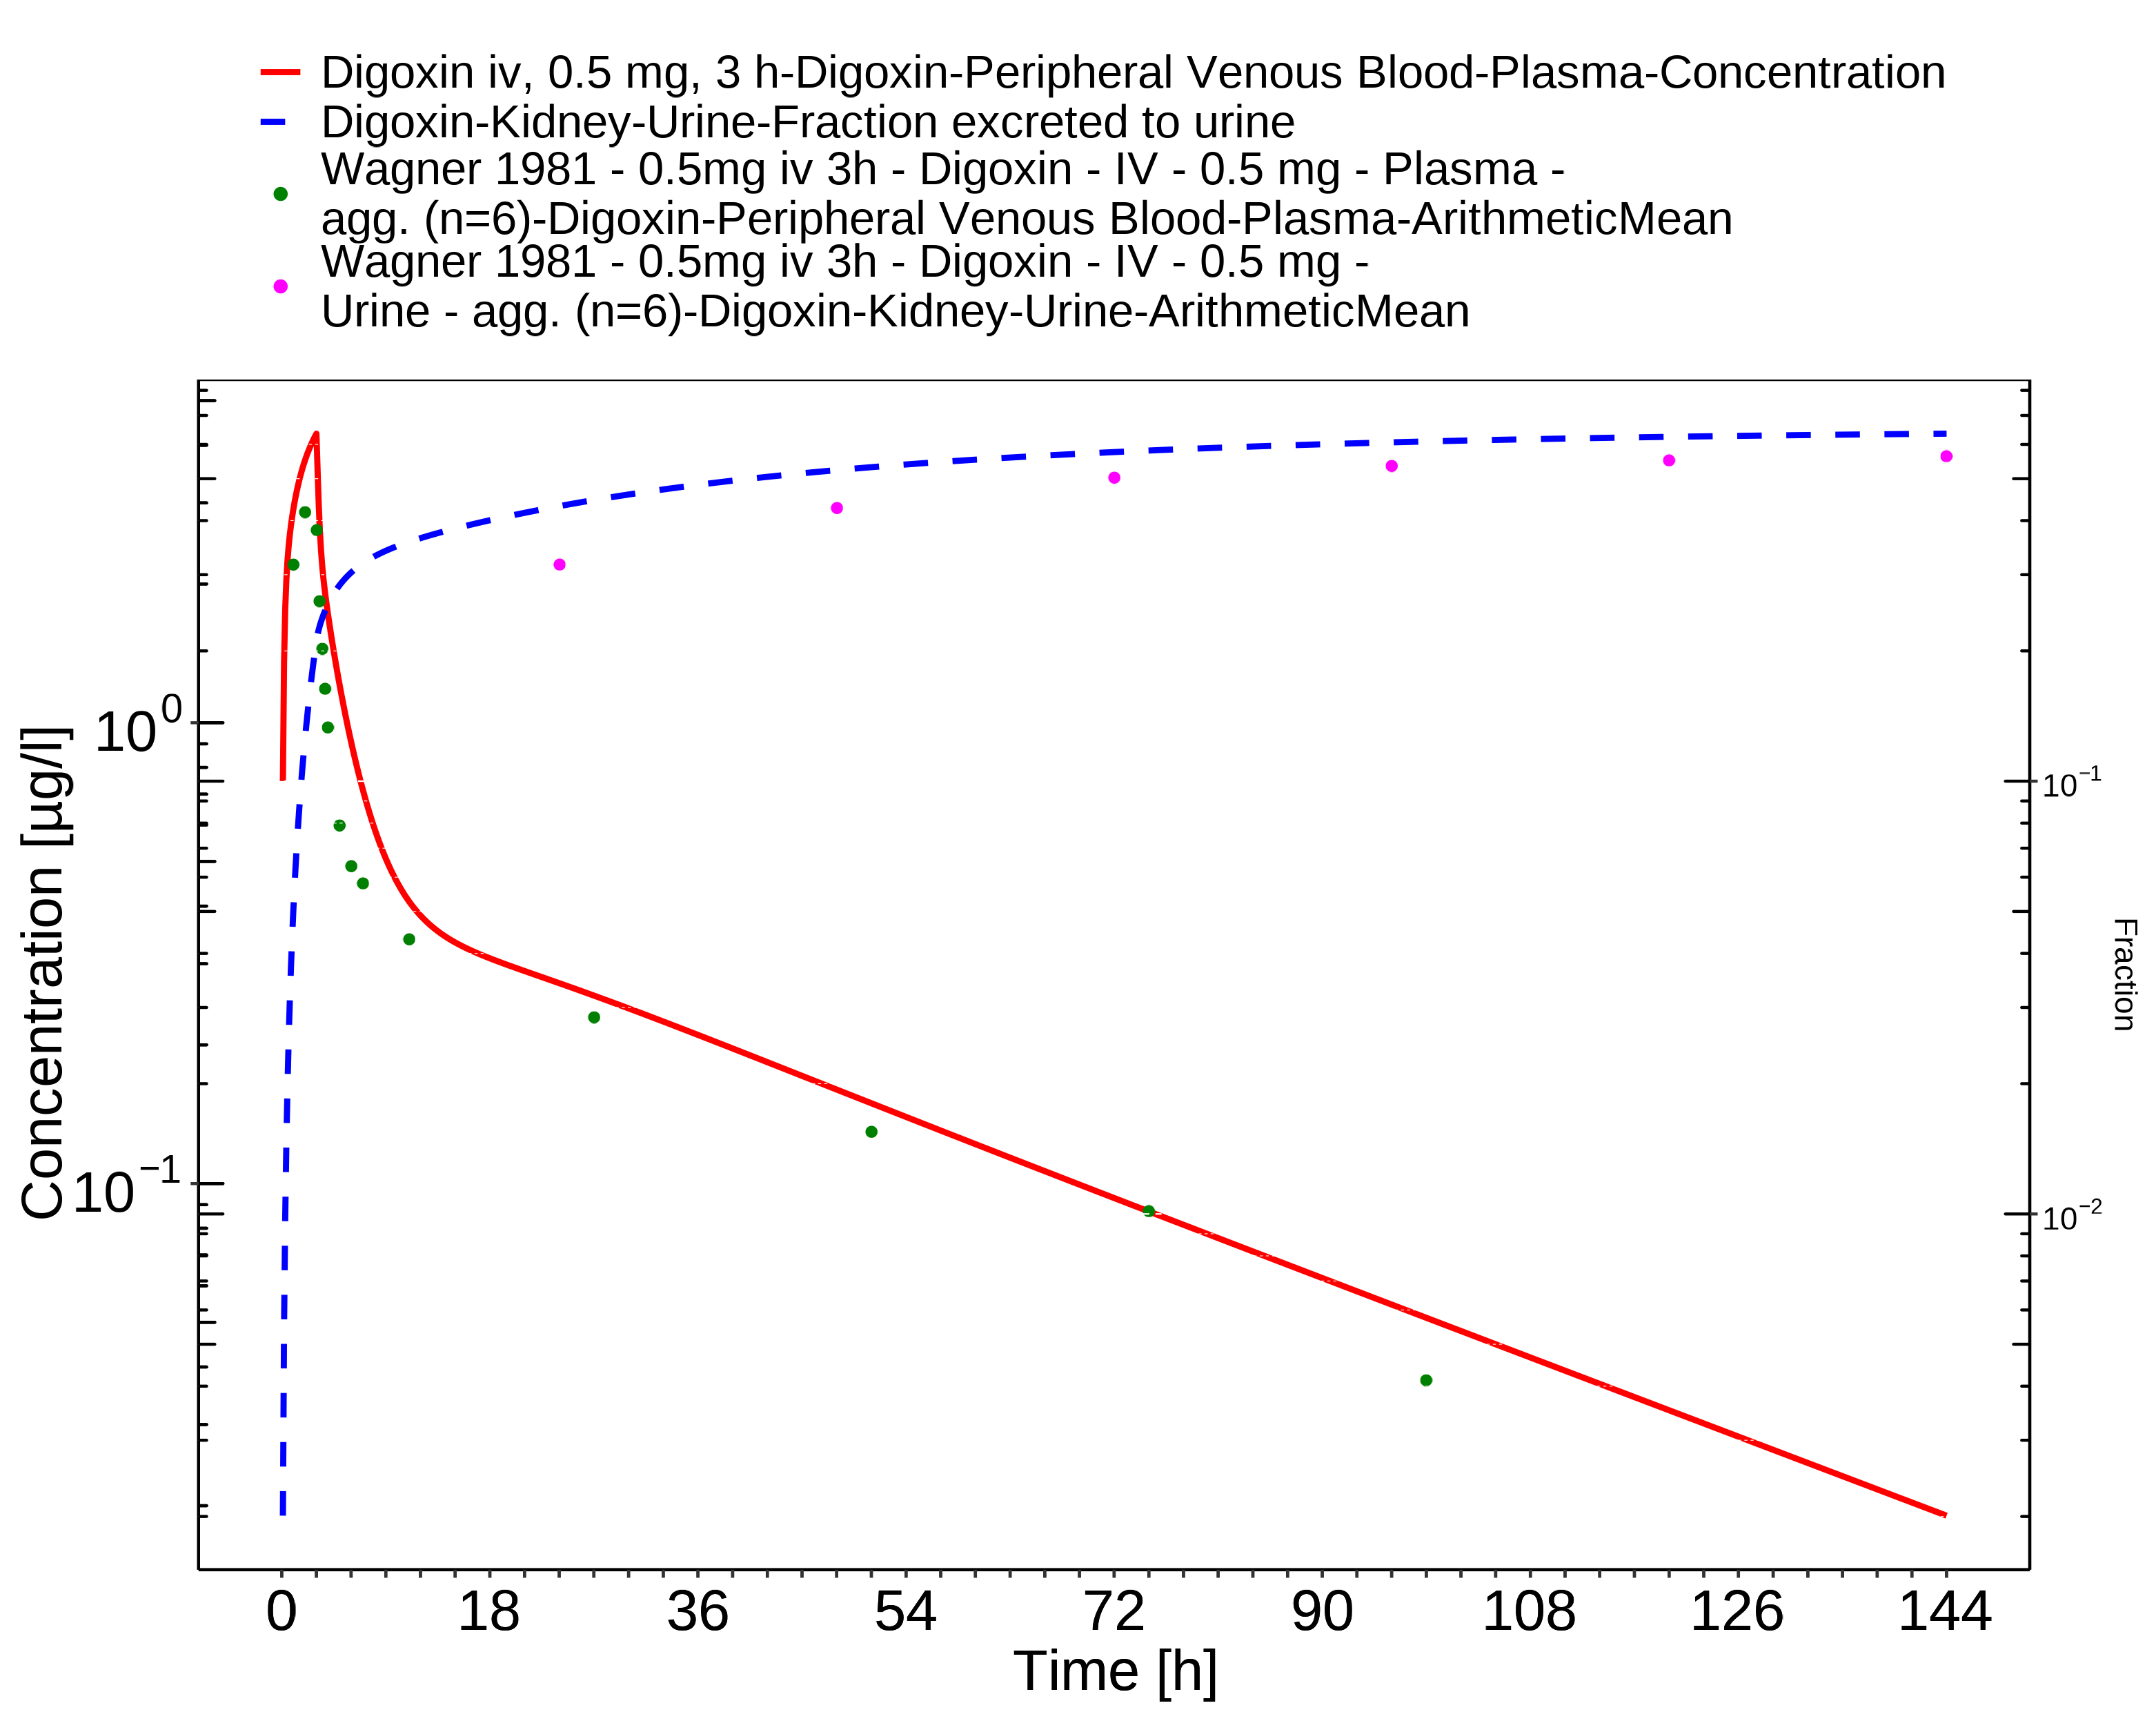 Digoxin iv, 0.5 mg, 3 h-Digoxin-Peripheral Venous Blood-Plasma-Concentration
Digoxin-Kidney-Urine-Fraction excreted to urine
Wagner 1981 - 0.5mg iv 3h - Digoxin - IV - 0.5 mg - Plasma -
agg. (n=6)-Digoxin-Peripheral Venous Blood-Plasma-ArithmeticMean
Wagner 1981 - 0.5mg iv 3h - Digoxin - IV - 0.5 mg -
Urine - agg. (n=6)-Digoxin-Kidney-Urine-ArithmeticMean
Concentration [µg/l]
10⁰
10⁻¹
10⁻¹
10⁻²
Fraction
0 18 36 54 72 90 108 126 144
Time [h]